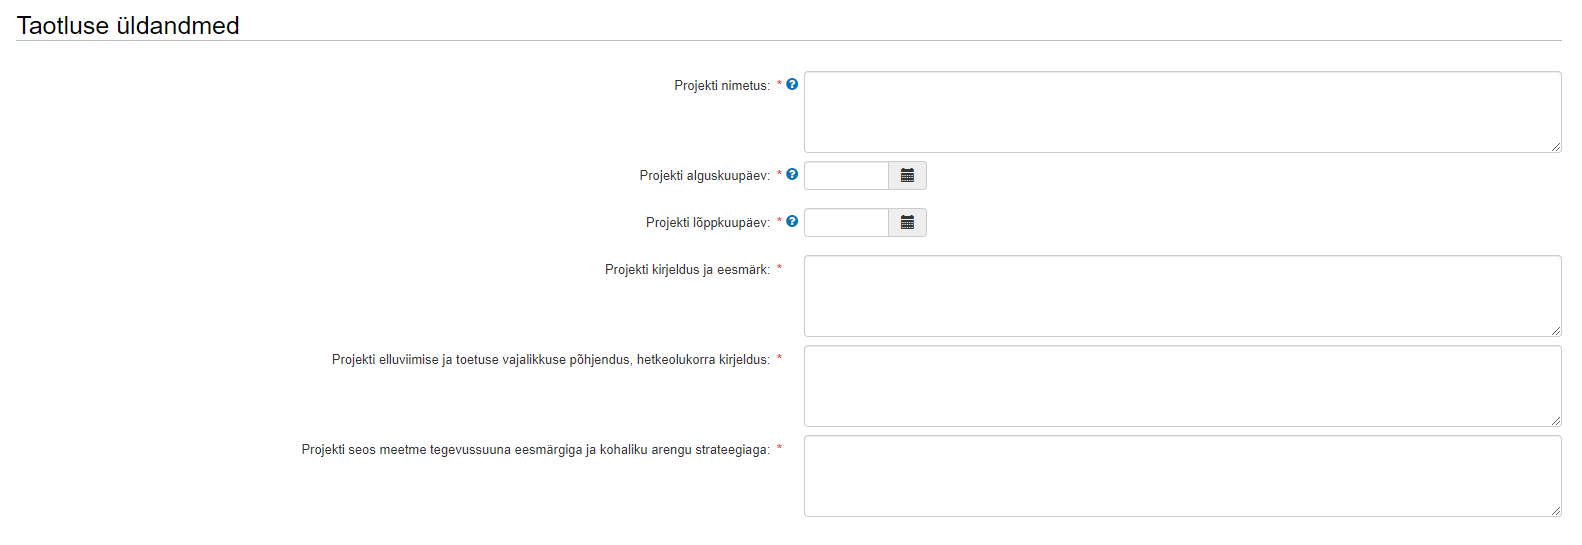 Taotluse üldandmed
Projekti nimetus: *
Projekti alguskuupäev: *
Projekti lõppkuupäev: *
Projekti kirjeldus ja eesmärk: *
Projekti elluviimise ja toetuse vajalikkuse põhjendus, hetkeolukorra kirjeldus: *
Projekti seos meetme tegevussuuna eesmärgiga ja kohaliku arengu strateegiaga: *